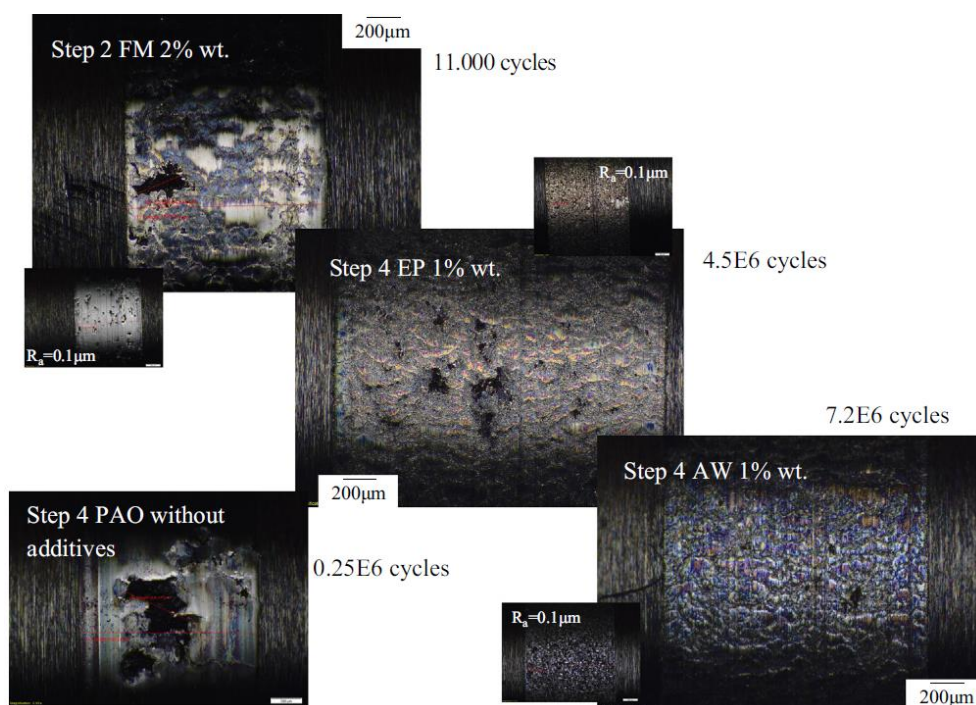 200μm
Step 2 FM 2% wt.
11.000 cycles
Ra=0.1μm
4.5E6 cycles
Step 4 EP 1% wt.
Ra=0.1μm
7.2E6 cycles
200μm
Step 4 AW 1% wt.
Step 4 PAO without
additives
0.25E6 cycles
Ra=0.1μm
200μm